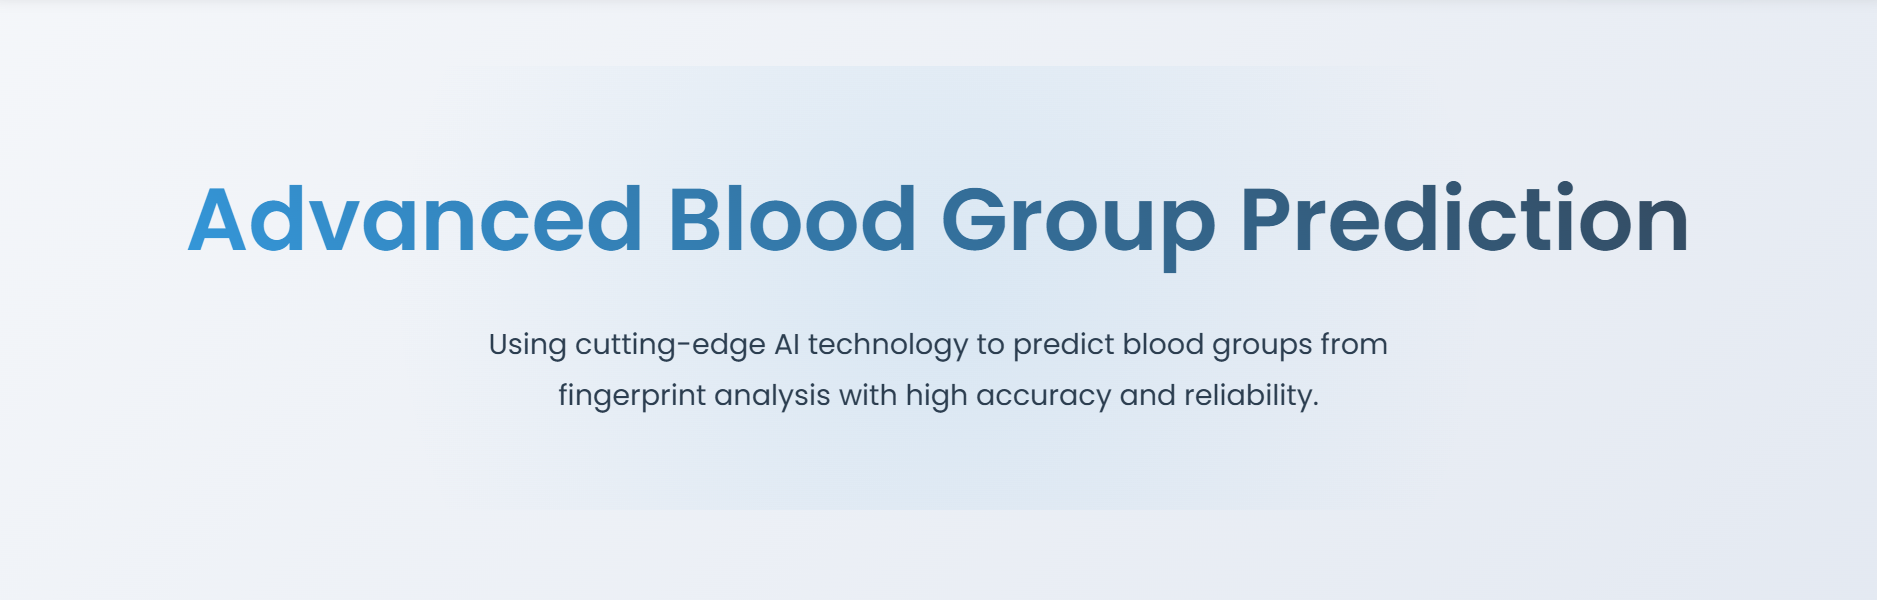 Advanced Blood Group Prediction
Using cutting-edge AI technology to predict blood groups from
fingerprint analysis with high accuracy and reliability.